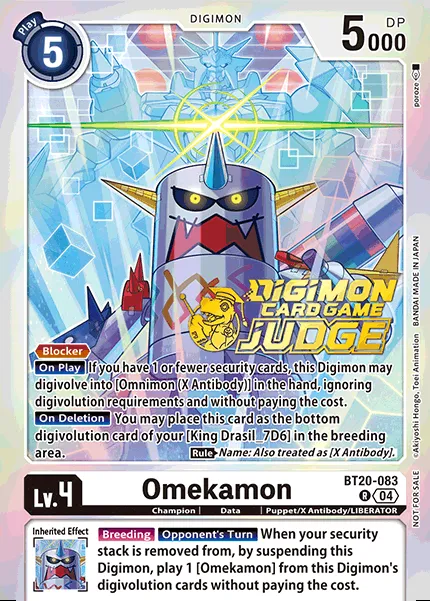 Play
5
DIGIMON
5000
DP
poroze
DIGIMON
CARD GAME
JUDGE
Blocker
On Play If you have 1 or fewer security cards, this Digimon may
digivolve into [Omnimon (X Antibody)] in the hand, ignoring
digivolution requirements and without paying the cost.
On Deletion You may place this card as the bottom
digivolution card of your [King Drasil_7D6] in the breeding
area.
Rule Name: Also treated as [X Antibody].
©Akiyoshi Hongo, Toei Animation BANDAI MADE IN JAPAN
NOT FOR SALE
Lv.4
Omekamon
BT20-083
R 04
Champion | Data | Puppet/X Antibody/LIBERATOR
Inherited Effect
Breeding Opponent's Turn When your security
stack is removed from, by suspending this
Digimon, play 1 [Omekamon] from this Digimon's
digivolution cards without paying the cost.